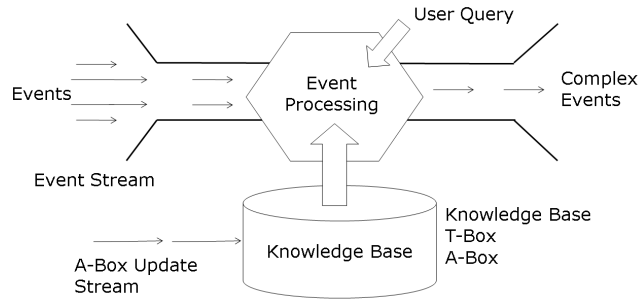 User Query
Events
Event
Processing
Complex
Events
Event Stream
Knowledge Base
Knowledge Base
T-Box
A-Box
A-Box Update
Stream